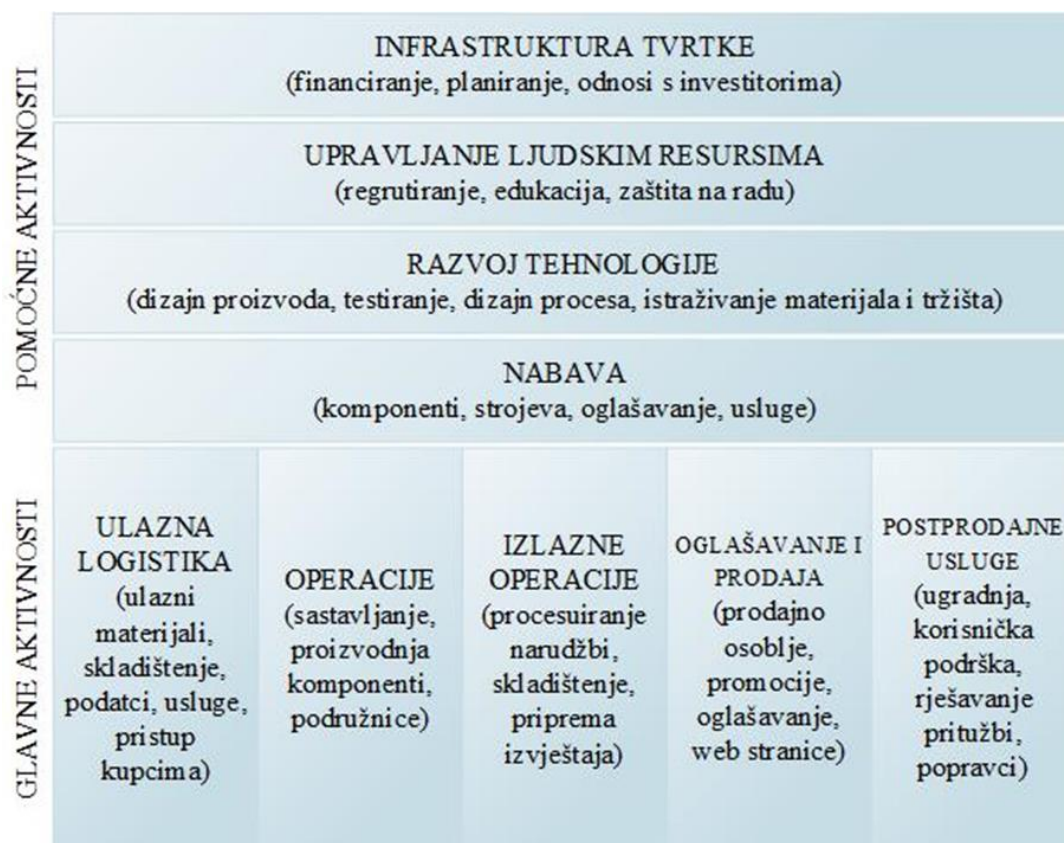 POMOĆNE AKTIVNOSTI
INFRASTRUKTURA TVRTKE
(financiranje, planiranje, odnosi s investitorima)
UPRAVLJANJE LJUDSKIM RESURSIMA
(regrutiranje, edukacija, zaštita na radu)
RAZVOJ TEHNOLOGIJE
(dizajn proizvoda, testiranje, dizajn procesa, istraživanje materijala i tržišta)
NABAVA
(komponenti, strojeva, oglašavanje, usluge)
GLAVNE AKTIVNOSTI
ULAZNA
LOGISTIKA
(ulazni
materijali,
skladištenje,
podatci, usluge,
pristup
kupcima)
OPERACIJE
(sastavljanje,
proizvodnja
komponenti,
podružnice)
IZLAZNE
OPERACIJE
(procesuiranje
narudžbi,
skladištenje,
priprema
izvještaja)
OGLAŠAVANJE I
PRODAJA
(prodajno
osoblje,
promocije,
oglašavanje,
web stranice)
POSTPRODAJNE
USLUGE
(ugradnja,
korisnička
podrška,
rješavanje
pritužbi,
popravci)